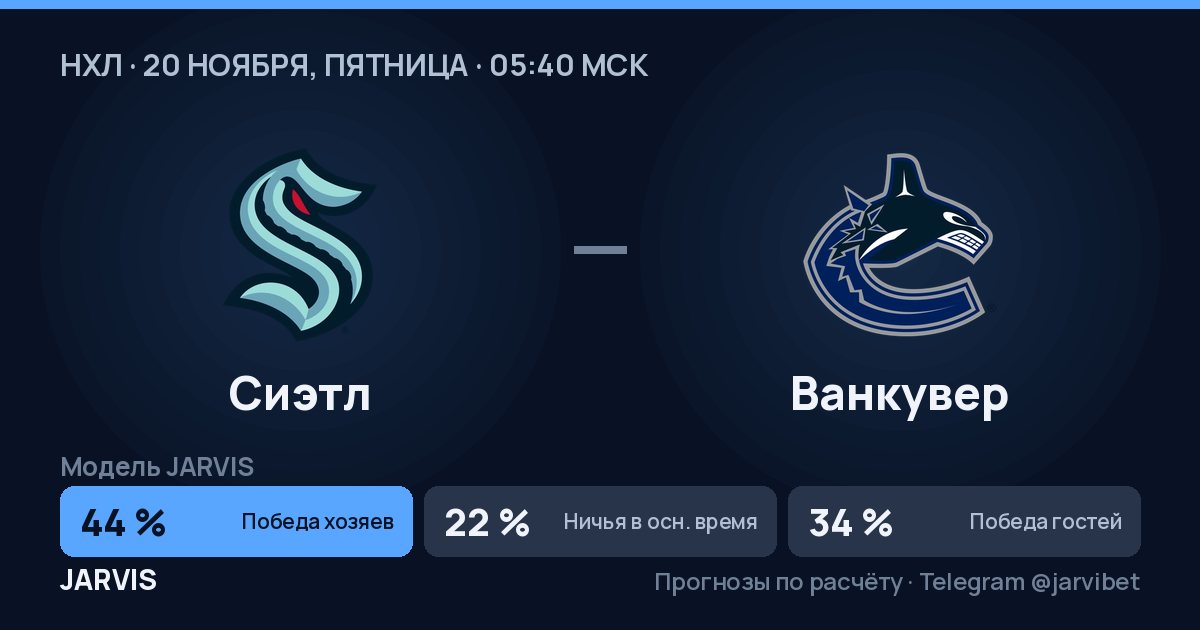 НХЛ · 20 НОЯБРЯ, ПЯТНИЦА · 05:40 МСК
—
Сиэтл
Ванкувер
Модель JARVIS
44 % Победа хозяев
22 % Ничья в осн. время
34 % Победа гостей
JARVIS
Прогнозы по расчёту · Telegram @jarvibet